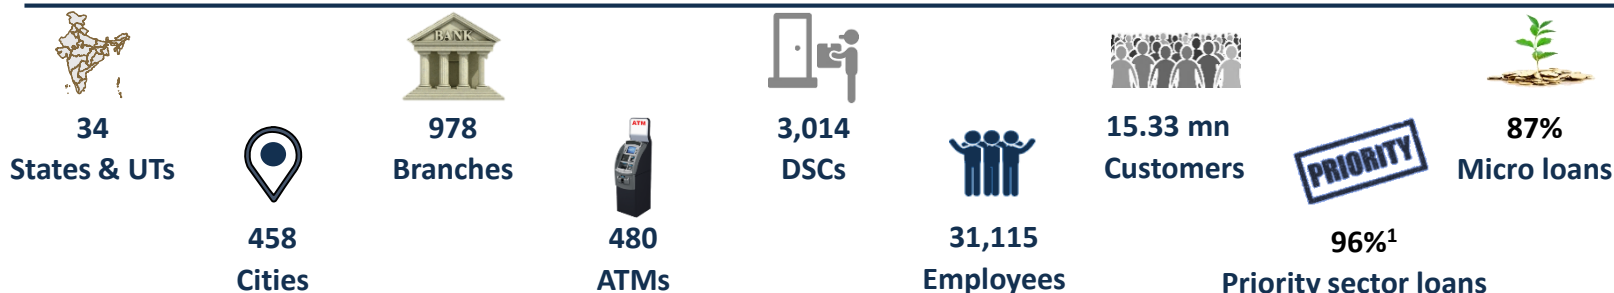 BANK
34
States & UTs
458
Cities
978
Branches
ATM
480
ATMs
3,014
DSCs
31,115
Employees
15.33 mn
Customers
PRIORITY
96%1
Priority sector loans
87%
Micro loans